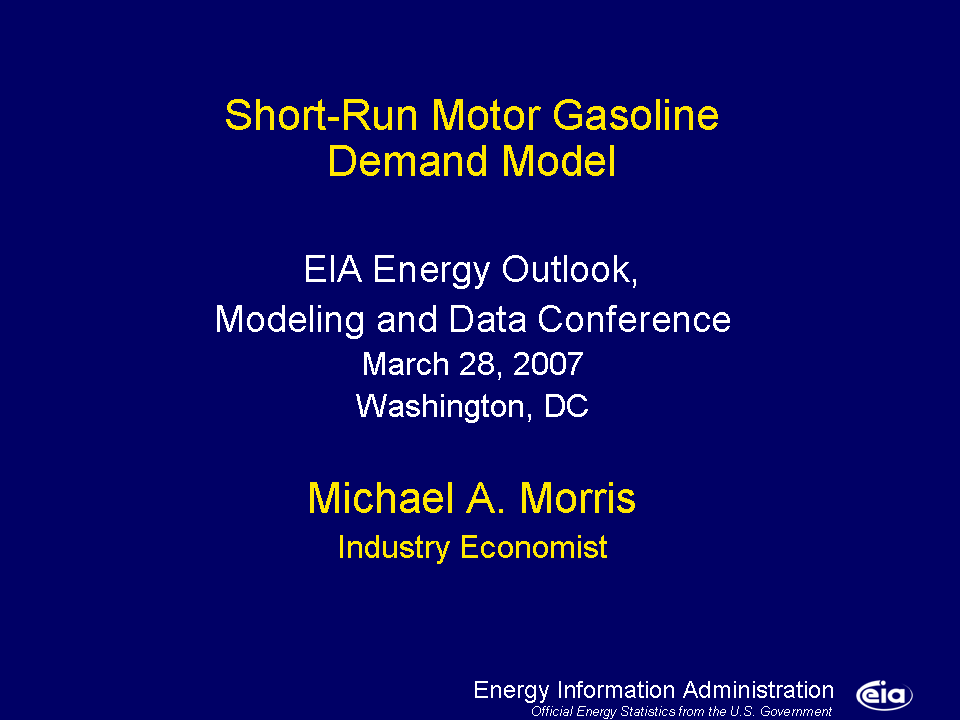 Short-Run Motor Gasoline
Demand Model
EIA Energy Outlook,
Modeling and Data Conference
March 28, 2007
Washington, DC
Michael A. Morris
Industry Economist
Energy Information Administration
Official Energy Statistics from the U.S. Government
eia